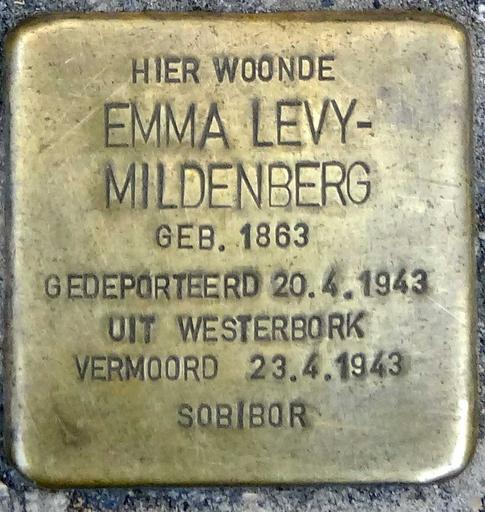 HIER WOONDE
EMMA LEVY-
MILDENBERG
GEB. 1863
GEDEPORTEERD 20.4.1943
UIT WESTERBORK
VERMOORD 23.4.1943
SOBIBOR